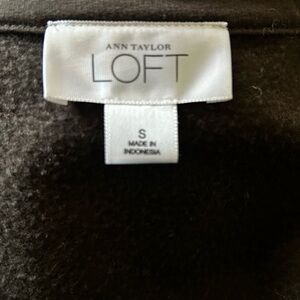 ANN TAYLOR
LOFT
S
MADE IN
INDONESIA